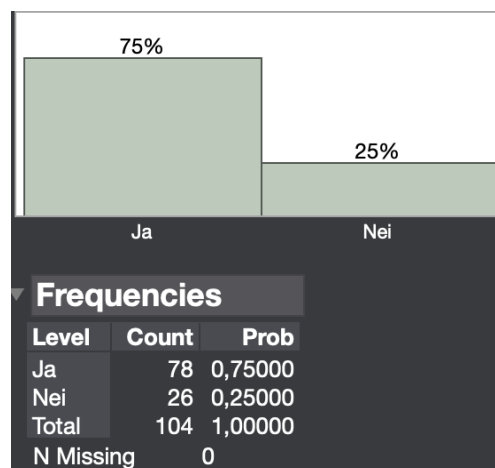 75%
25%
Ja Nei
Frequencies
Level Count Prob
Ja 78 0,75000
Nei 26 0,25000
Total 104 1,00000
N Missing 0